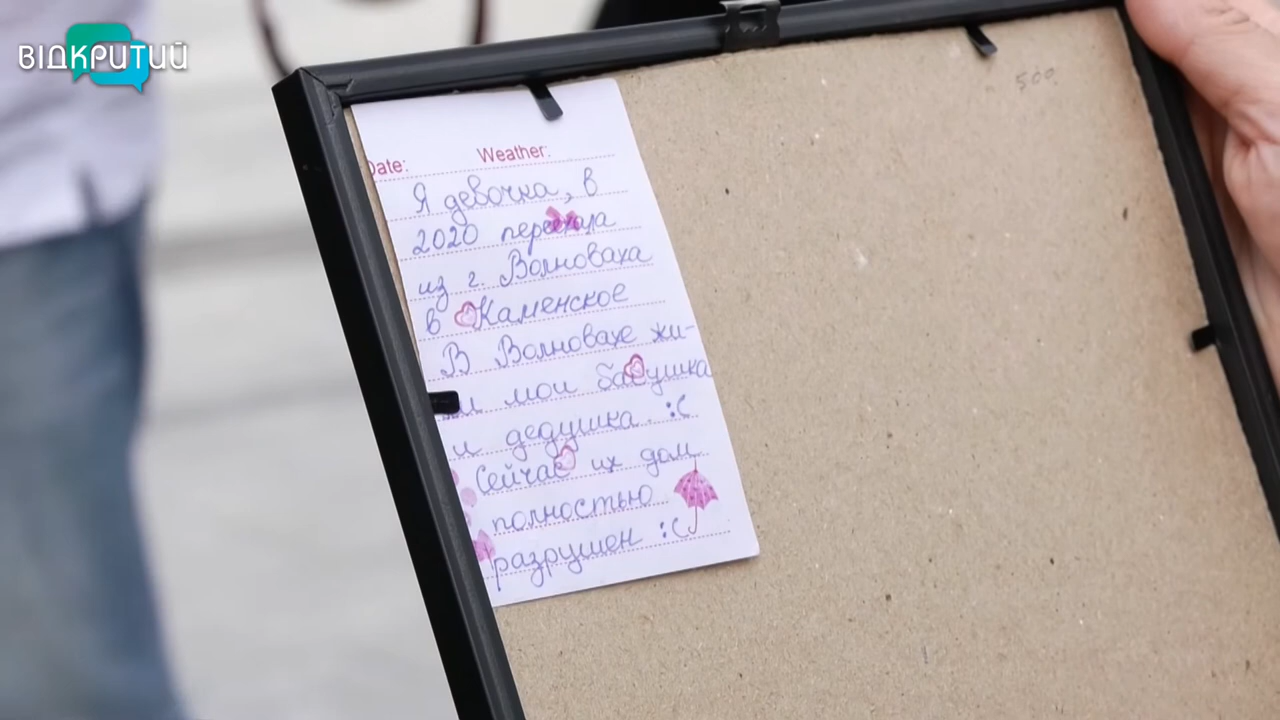 ВІДКРИТИЙ
500
Date: Weather:
Я девочка, в
2020 переехала
из г. Волноваха
в Каменское
В Волновахе жи-
ли мои бабушка
и дедушка. :с
Сейчас их дом
полностью
разрушен :с